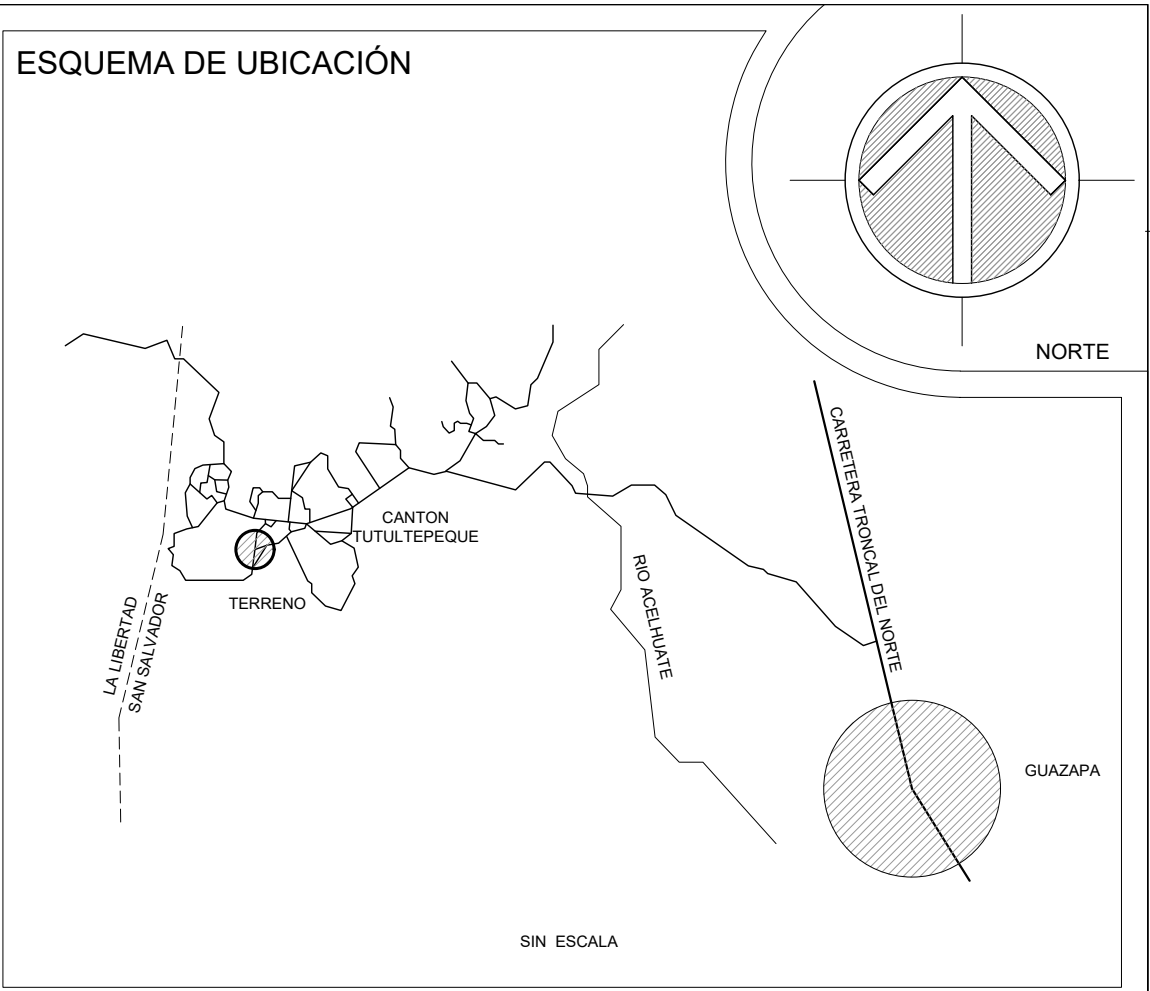 ESQUEMA DE UBICACIÓN
NORTE
CARRETERA TRONCAL DEL NORTE
CANTON
TUTULTEPEQUE
RIO ACELHUATE
TERRENO
LA LIBERTAD
SAN SALVADOR
GUAZAPA
SIN ESCALA